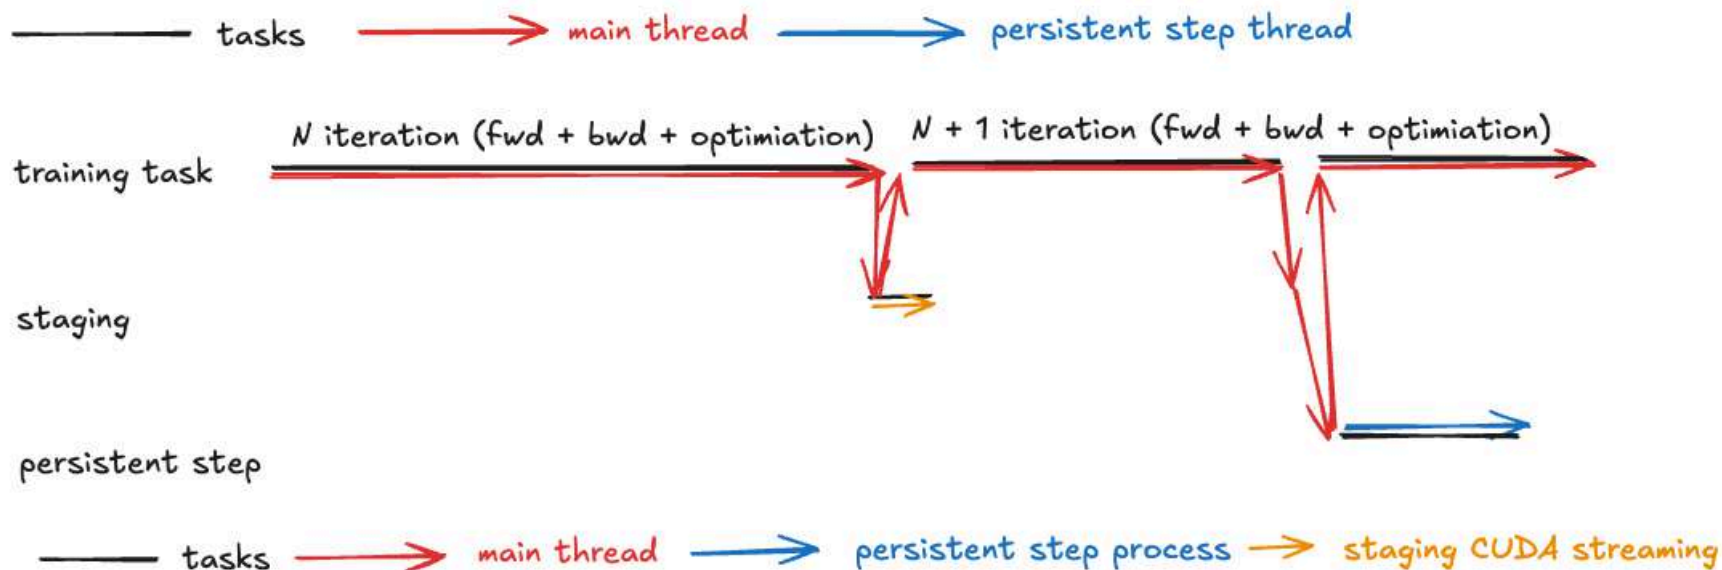 tasks main thread persistent step thread
N iteration (fwd + bwd + optimiation) N + 1 iteration (fwd + bwd + optimiation)
training task
staging
persistent step
tasks main thread persistent step process staging CUDA streaming